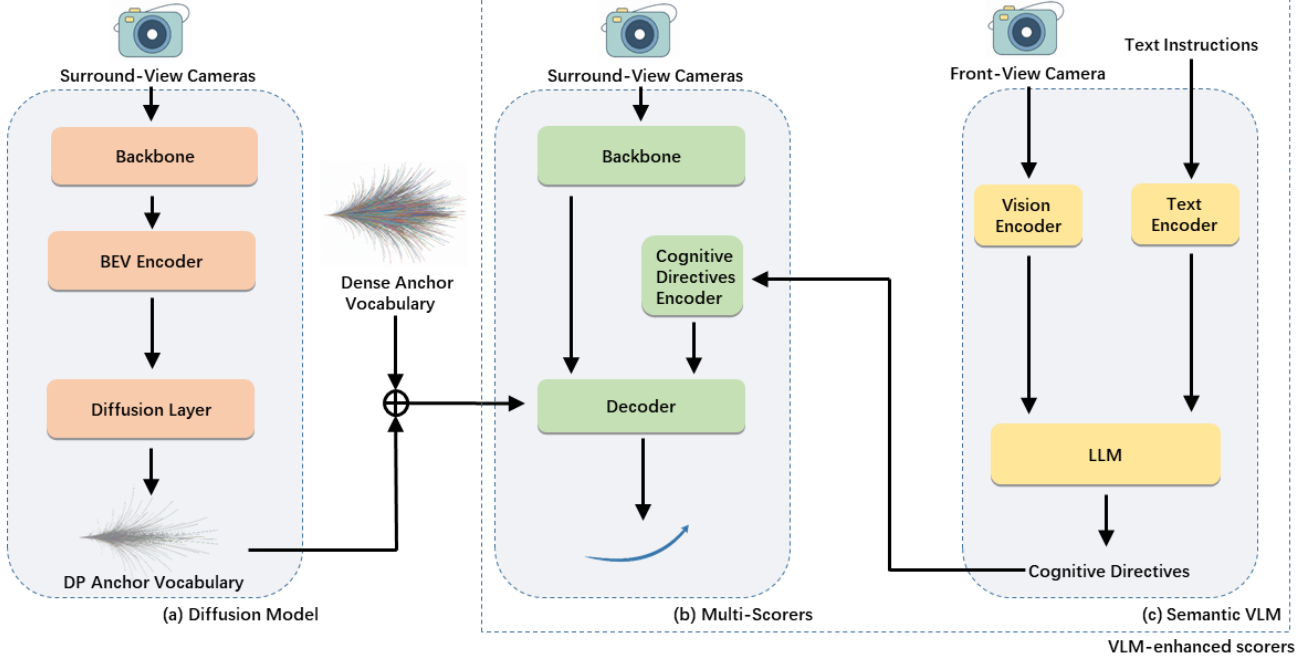 Surround-View Cameras
Backbone
BEV Encoder
Diffusion Layer
DP Anchor Vocabulary
(a) Diffusion Model
Dense Anchor
Vocabulary
Surround-View Cameras
Backbone
Cognitive
Directives
Encoder
Decoder
(b) Multi-Scorers
Front-View Camera
Text Instructions
Vision
Encoder
Text
Encoder
LLM
Cognitive Directives
(c) Semantic VLM
VLM-enhanced scorers